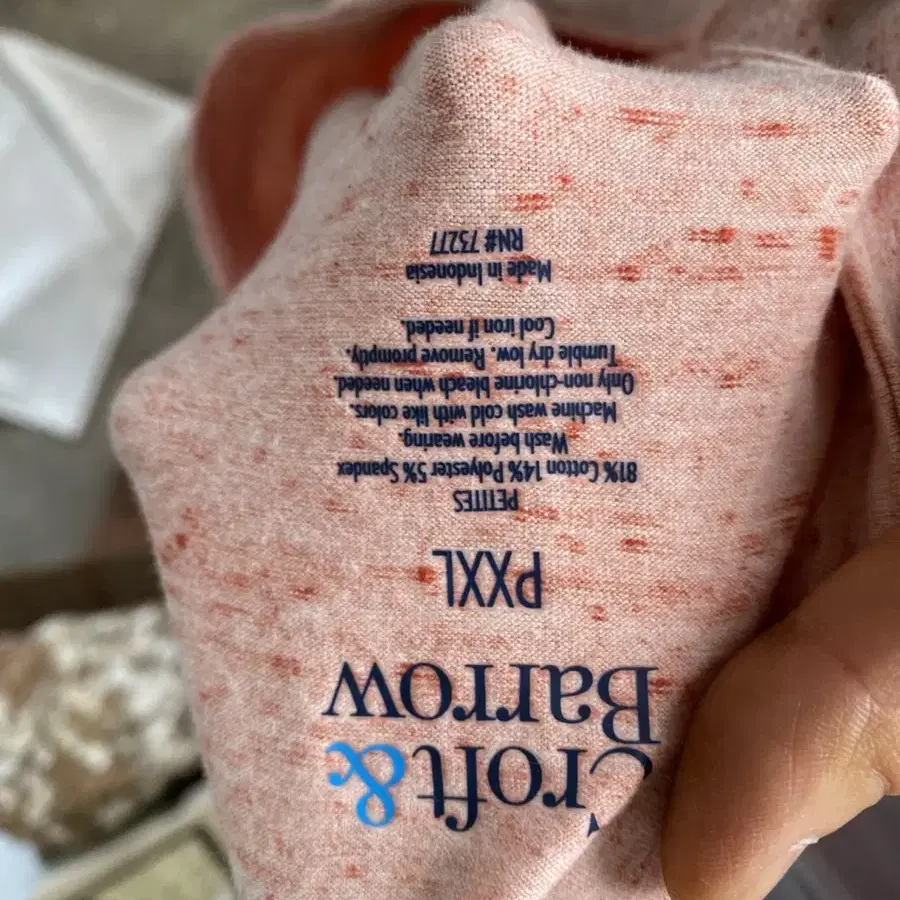 Croft &
Barrow
PXXL
PETITES
81% Cotton 14% Polyester 5% Spandex
Wash before wearing.
Machine wash cold with like colors.
Only non-chlorine bleach when needed.
Tumble dry low. Remove promptly.
Cool iron if needed.
Made in Indonesia
RN# 73277